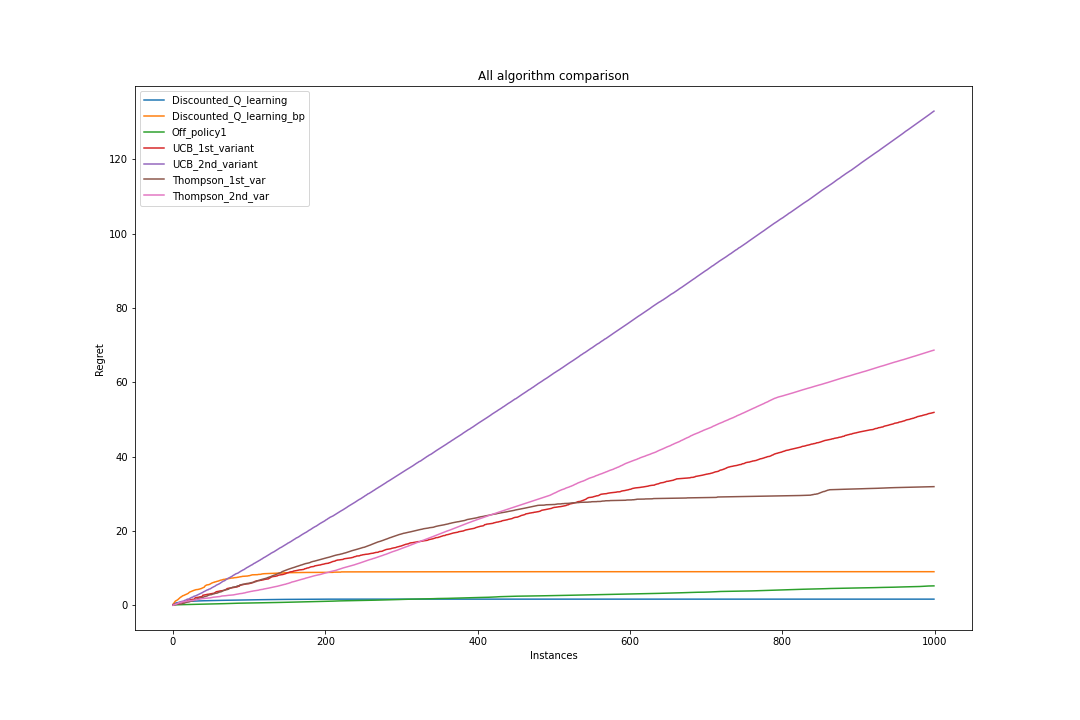 All algorithm comparison
Discounted_Q_learning
Discounted_Q_learning_bp
Off_policy1
UCB_1st_variant
UCB_2nd_variant
Thompson_1st_var
Thompson_2nd_var
120
100
80
60
40
20
0
Regret
0 200 400 600 800 1000
Instances